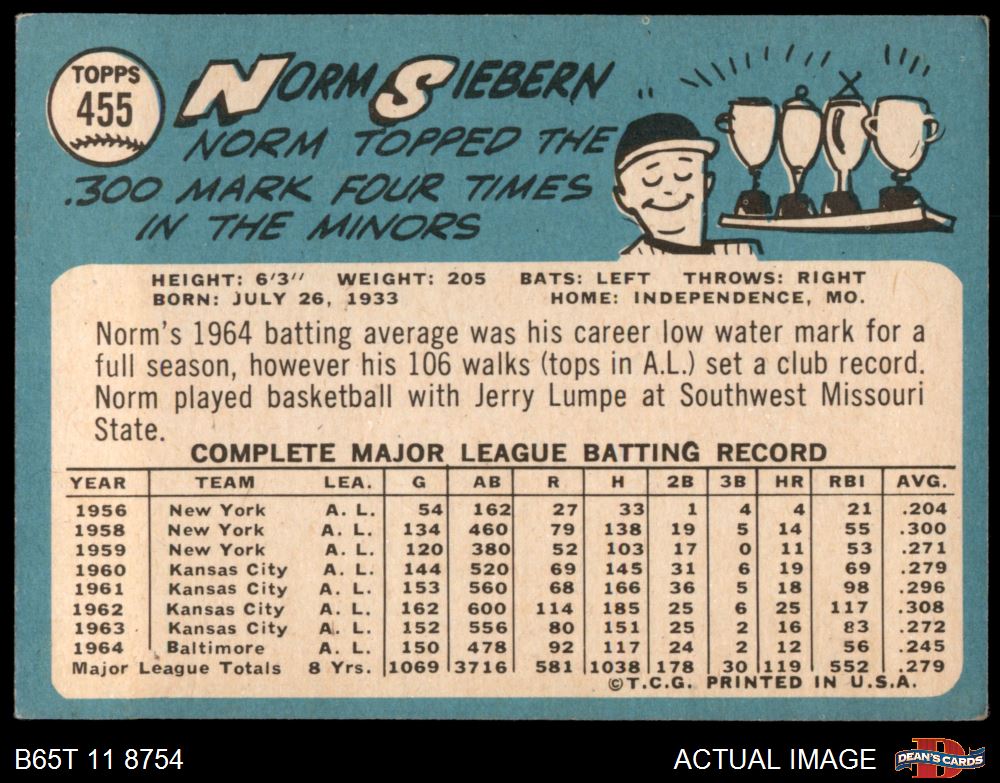 TOPPS
455
NORM SIEBERN
NORM TOPPED THE
.300 MARK FOUR TIMES
IN THE MINORS
HEIGHT: 6'3" WEIGHT: 205 BATS: LEFT THROWS: RIGHT
BORN: JULY 26, 1933 HOME: INDEPENDENCE, MO.
Norm's 1964 batting average was his career low water mark for a
full season, however his 106 walks (tops in A.L.) set a club record.
Norm played basketball with Jerry Lumpe at Southwest Missouri
State.
COMPLETE MAJOR LEAGUE BATTING RECORD
YEAR TEAM LEA. G AB R H 2B 3B HR RBI AVG.
1956 New York A. L. 54 162 27 33 1 4 4 21 .204
1958 New York A. L. 134 460 79 138 19 5 14 55 .300
1959 New York A. L. 120 380 52 103 17 0 11 53 .271
1960 Kansas City A. L. 144 520 69 145 31 6 19 69 .279
1961 Kansas City A. L. 153 560 68 166 36 5 18 98 .296
1962 Kansas City A. L. 162 600 114 185 25 6 25 117 .308
1963 Kansas City A. L. 152 556 80 151 25 2 16 83 .272
1964 Baltimore A. L. 150 478 92 117 24 2 12 56 .245
Major League Totals 8 Yrs. 1069 3716 581 1038 178 30 119 552 .279
©T.C.G. PRINTED IN U.S.A.
B65T 11 8754 ACTUAL IMAGE DEAN'S CARDS